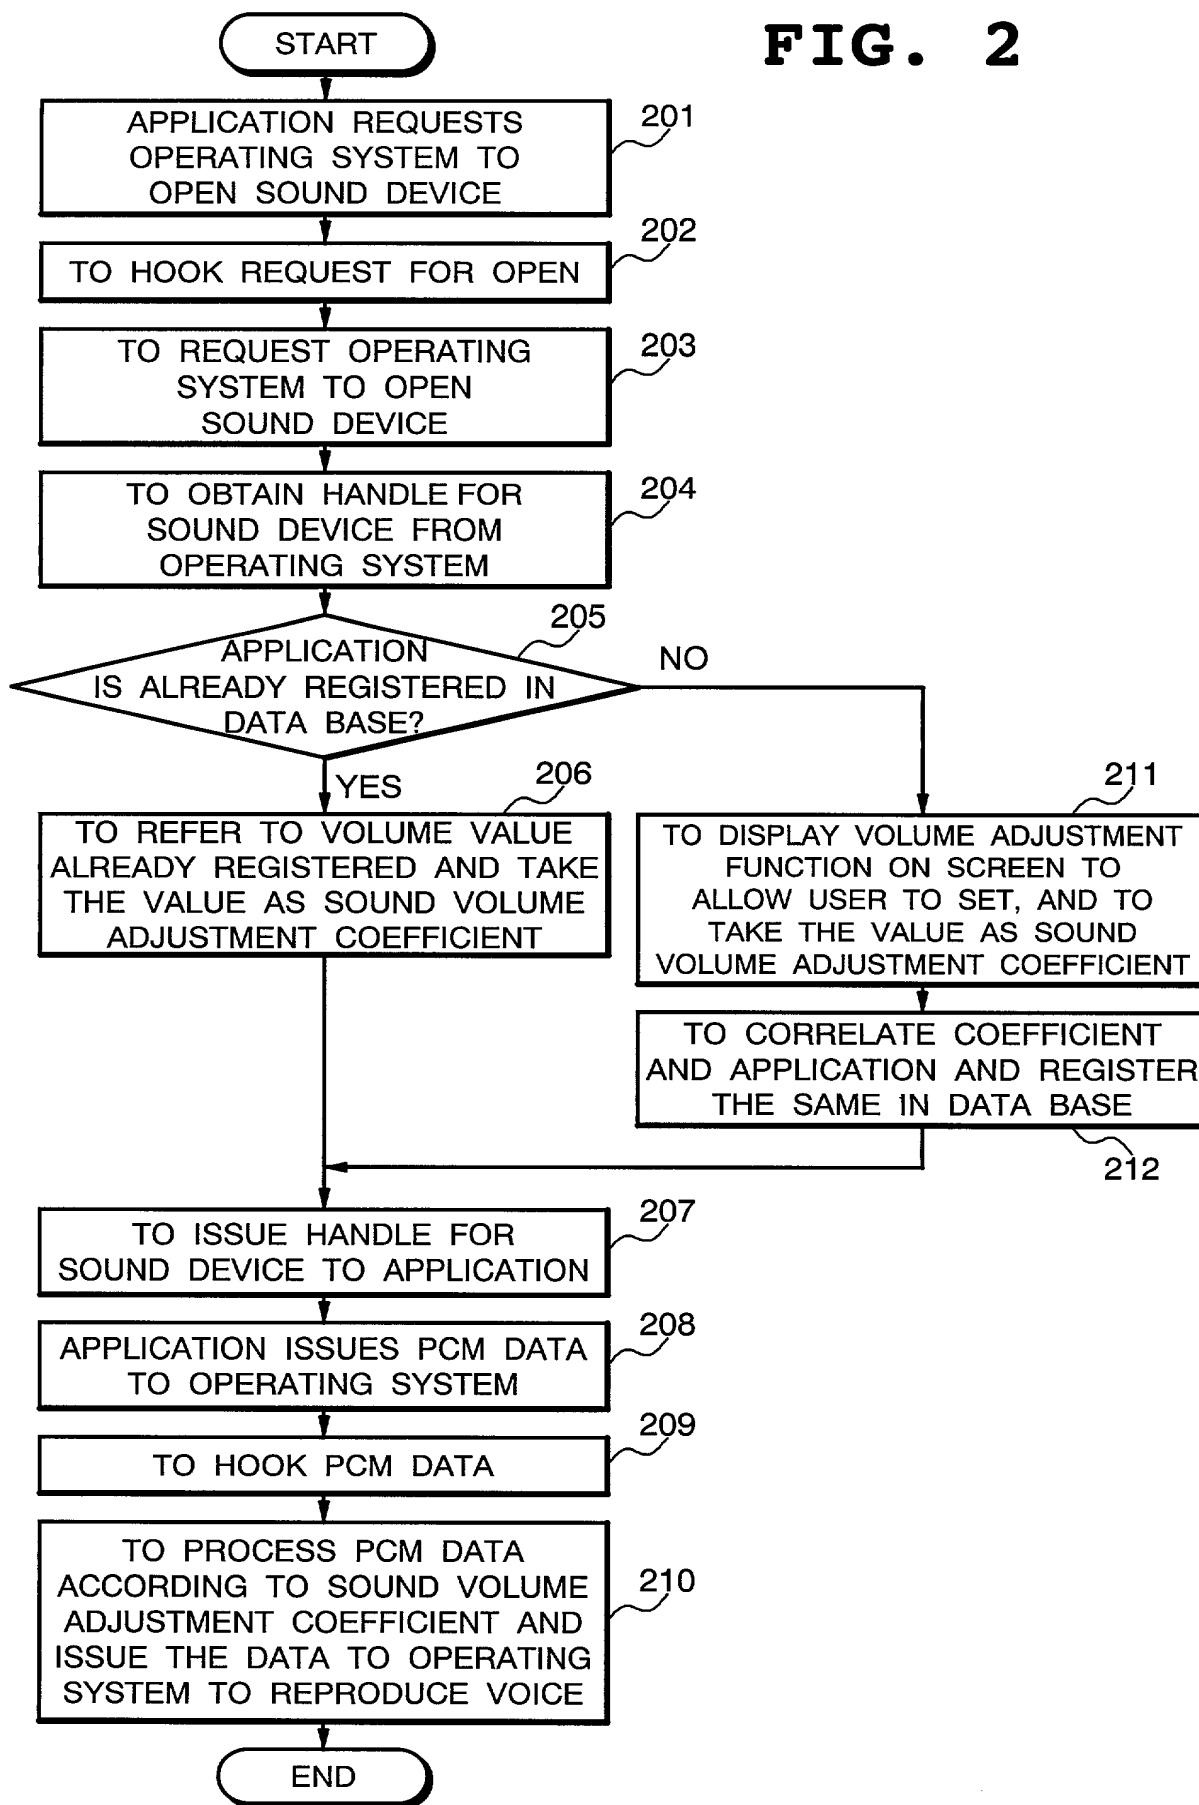 FIG. 2
START
APPLICATION REQUESTS
OPERATING SYSTEM TO
OPEN SOUND DEVICE
201
TO HOOK REQUEST FOR OPEN
202
TO REQUEST OPERATING
SYSTEM TO OPEN
SOUND DEVICE
203
TO OBTAIN HANDLE FOR
SOUND DEVICE FROM
OPERATING SYSTEM
204
APPLICATION
IS ALREADY REGISTERED IN
DATA BASE?
205
NO
YES
TO REFER TO VOLUME VALUE
ALREADY REGISTERED AND TAKE
THE VALUE AS SOUND VOLUME
ADJUSTMENT COEFFICIENT
206
TO DISPLAY VOLUME ADJUSTMENT
FUNCTION ON SCREEN TO
ALLOW USER TO SET, AND TO
TAKE THE VALUE AS SOUND
VOLUME ADJUSTMENT COEFFICIENT
211
TO CORRELATE COEFFICIENT
AND APPLICATION AND REGISTER
THE SAME IN DATA BASE
212
TO ISSUE HANDLE FOR
SOUND DEVICE TO APPLICATION
207
APPLICATION ISSUES PCM DATA
TO OPERATING SYSTEM
208
TO HOOK PCM DATA
209
TO PROCESS PCM DATA
ACCORDING TO SOUND VOLUME
ADJUSTMENT COEFFICIENT AND
ISSUE THE DATA TO OPERATING
SYSTEM TO REPRODUCE VOICE
210
END